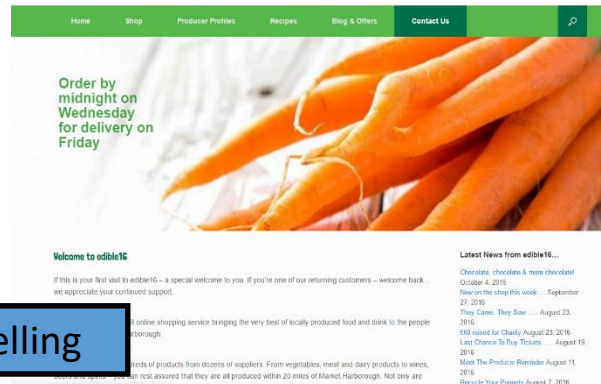 Home Shop Producer Profiles Recipes Blog & Offers Contact Us
Order by
midnight on
Wednesday
for delivery on
Friday
Welcome to edible16
If this is your first visit to edible16 – a special welcome to you. If you're one of our returning customers – welcome back...
we appreciate your continued support.
online shopping service bringing the very best of locally produced food and drink to the people
of products from dozens of suppliers. From vegetables, meat and dairy products to wines,
beers and spirits – you can rest assured that they are all produced within 20 miles of Market Harborough. Not only are
elling
Latest News from edible16...
Chocolate, chocolate & more chocolate!
October 4, 2016
New on the shop this week... September
27, 2016
They Came, They Saw ..... August 23,
2016
£68 raised for Charity August 23, 2016
Last Chance To Buy Tickets ..... August 19,
2016
Meet The Producer Reminder August 11,
2016
Recycle Your Punnets August 7, 2016